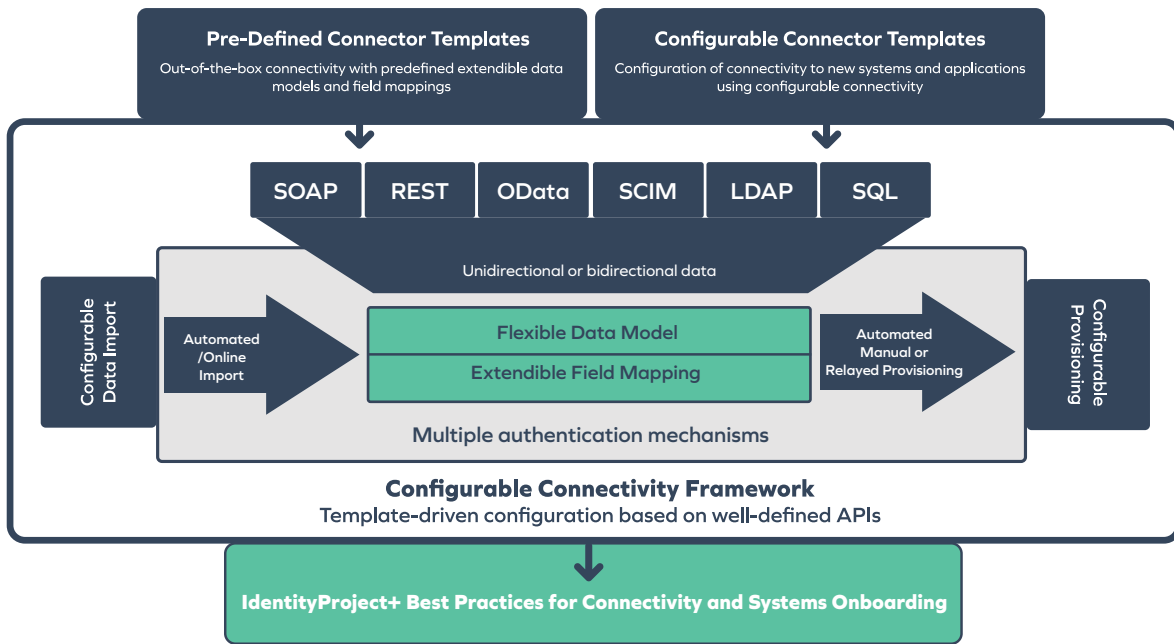 Pre-Defined Connector Templates
Out-of-the-box connectivity with predefined extendible data
models and field mappings
Configurable Connector Templates
Configuration of connectivity to new systems and applications
using configurable connectivity
SOAP
REST
OData
SCIM
LDAP
SQL
Unidirectional or bidirectional data
Configurable
Data Import
Automated
/Online
Import
Flexible Data Model
Extendible Field Mapping
Automated
Manual or
Relayed Provisioning
Configurable
Provisioning
Multiple authentication mechanisms
Configurable Connectivity Framework
Template-driven configuration based on well-defined APIs
IdentityProject+ Best Practices for Connectivity and Systems Onboarding